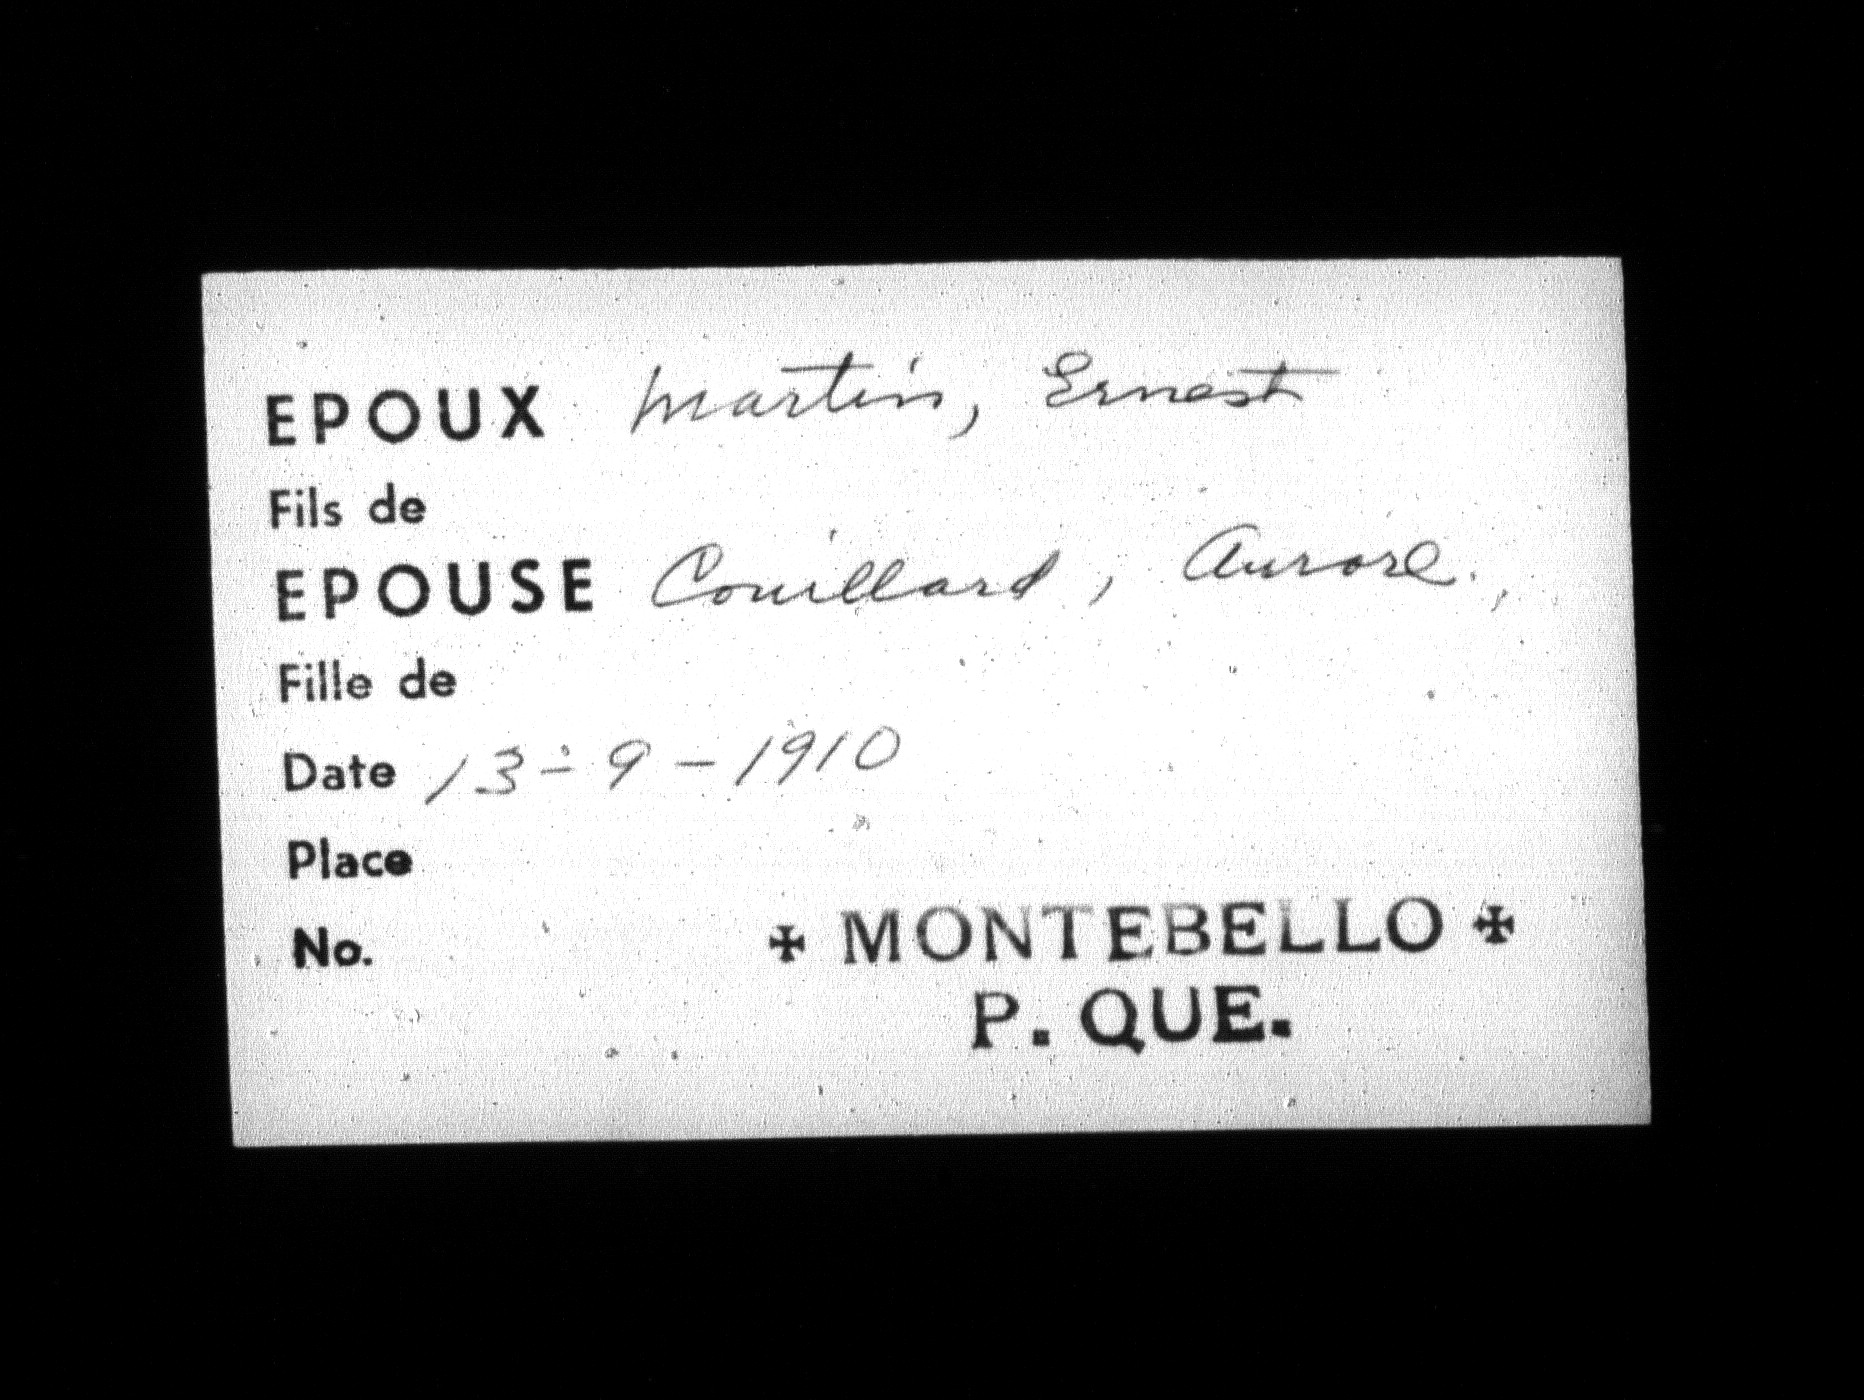 EPOUX Martin, Ernest
Fils de
EPOUSE Couillard, Aurore.,
Fille de
Date 13-9-1910
Place
No.
✠ MONTEBELLO ✠
P. QUE.